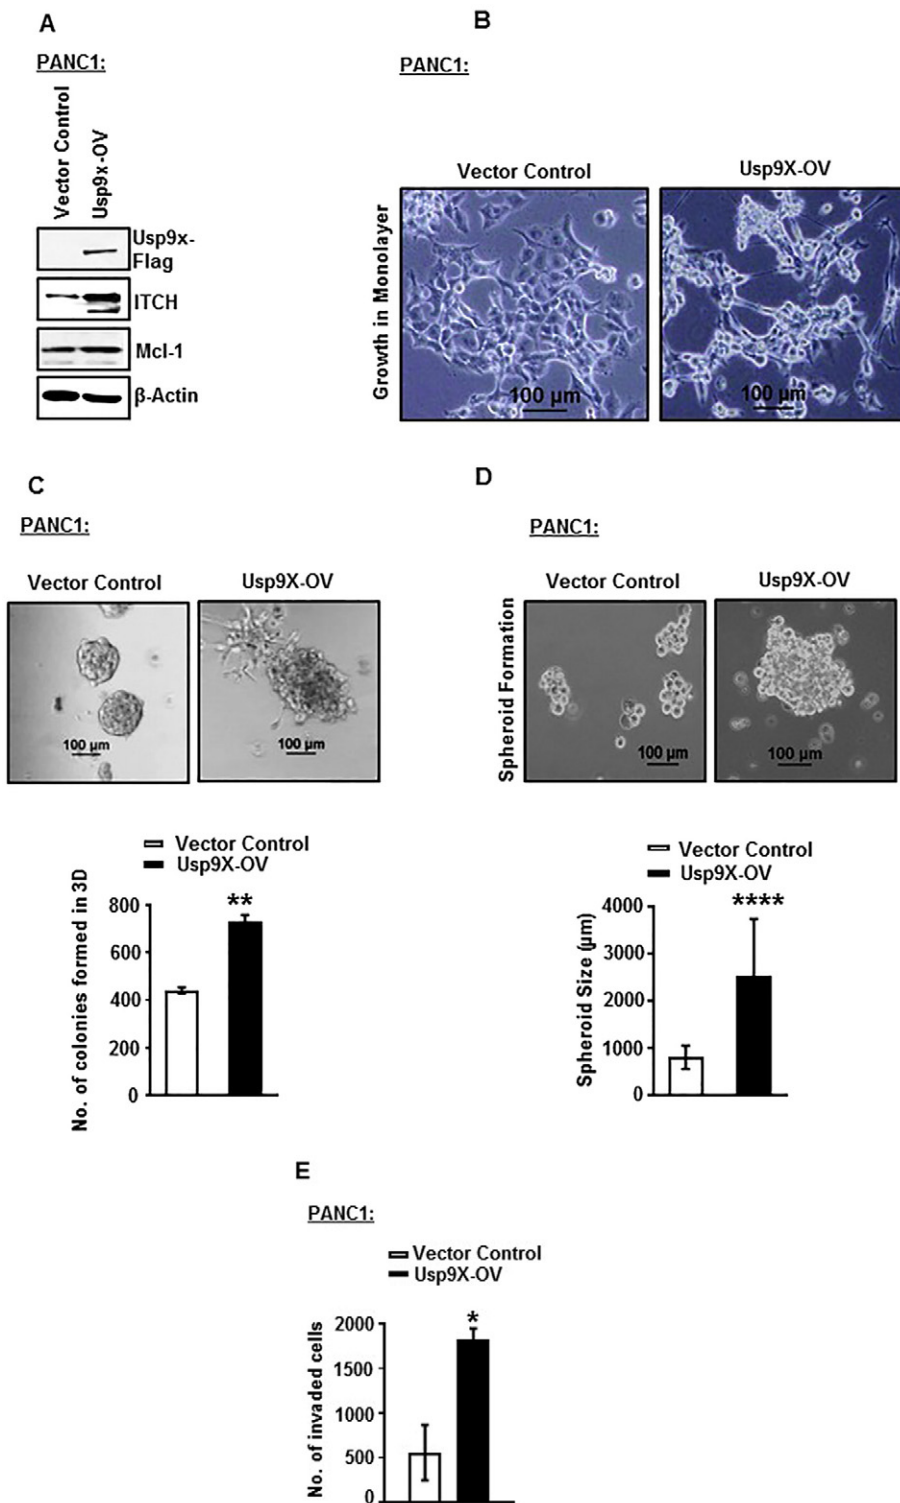 A
PANC1:
Vector Control
Usp9x-OV
Usp9x-
Flag
ITCH
Mcl-1
β-Actin
B
PANC1:
Vector Control
Usp9X-OV
Growth in Monolayer
100 µm
100 µm
C
PANC1:
Vector Control
Usp9X-OV
100 µm
100 µm
Vector Control
Usp9X-OV
No. of colonies formed in 3D
800
600
400
200
0
**
D
PANC1:
Vector Control
Usp9X-OV
Spheroid Formation
100 µm
100 µm
Vector Control
Usp9X-OV
Spheroid Size (µm)
4000
3000
2000
1000
0
****
E
PANC1:
Vector Control
Usp9X-OV
No. of invaded cells
2000
1500
1000
500
0
*